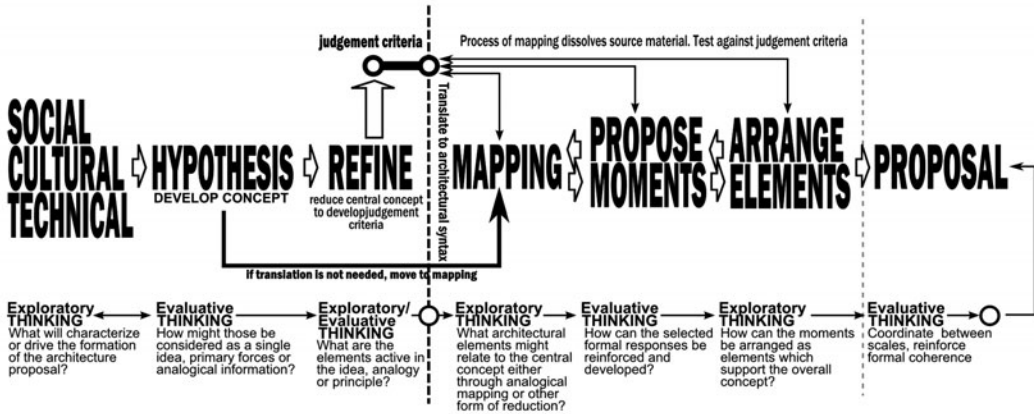 judgement criteria
Process of mapping dissolves source material. Test against judgement criteria
SOCIAL
CULTURAL
TECHNICAL
HYPOTHESIS
DEVELOP CONCEPT
REFINE
reduce central concept
to developjudgement
criteria
Translate to architectural syntax
MAPPING
PROPOSE
MOMENTS
ARRANGE
ELEMENTS
PROPOSAL
if translation is not needed, move to mapping
Exploratory
THINKING
What will characterize
or drive the formation
of the architecture
proposal?
Evaluative
THINKING
How might those be
considered as a single
idea, primary forces or
analogical information?
Exploratory/
Evaluative
THINKING
What are the
elements active in
the idea, analogy
or principle?
Exploratory
THINKING
What architectural
elements might
relate to the central
concept either
through analogical
mapping or other
form of reduction?
Evaluative
THINKING
How can the selected
formal responses be
reinforced and
developed?
Exploratory
THINKING
How can the moments
be arranged as
elements which
support the overall
concept?
Evaluative
THINKING
Coordinate between
scales, reinforce
formal coherence